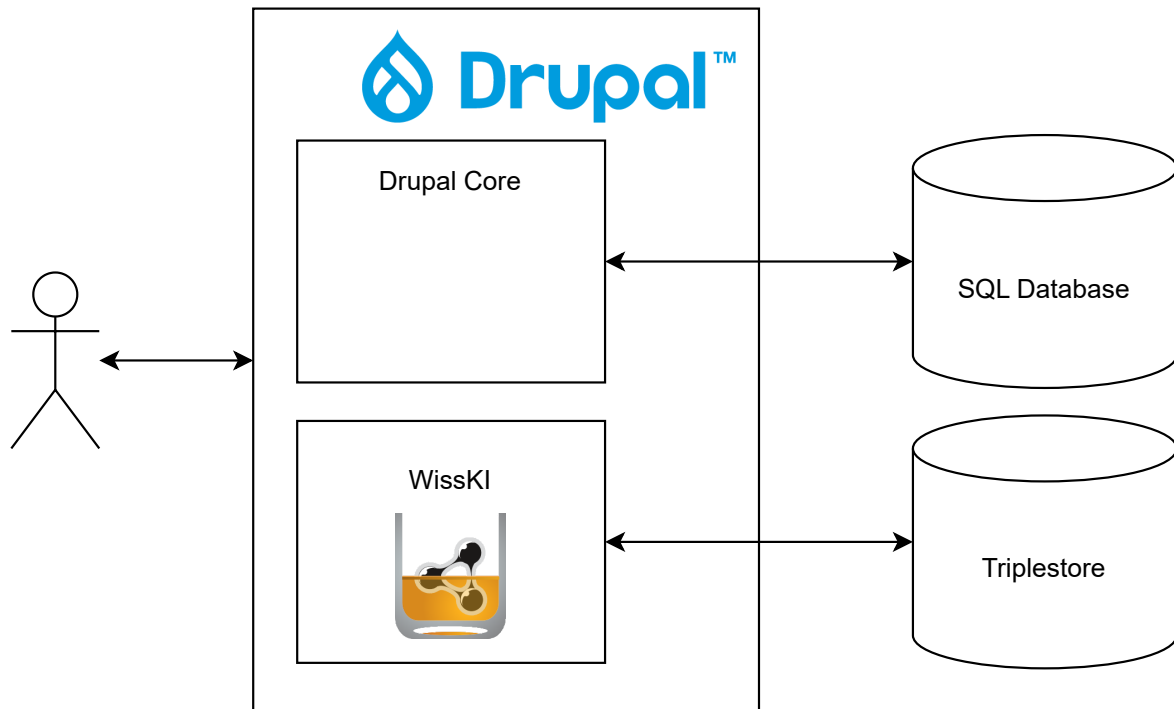 Drupal™
Drupal Core
SQL Database
WissKI
Triplestore